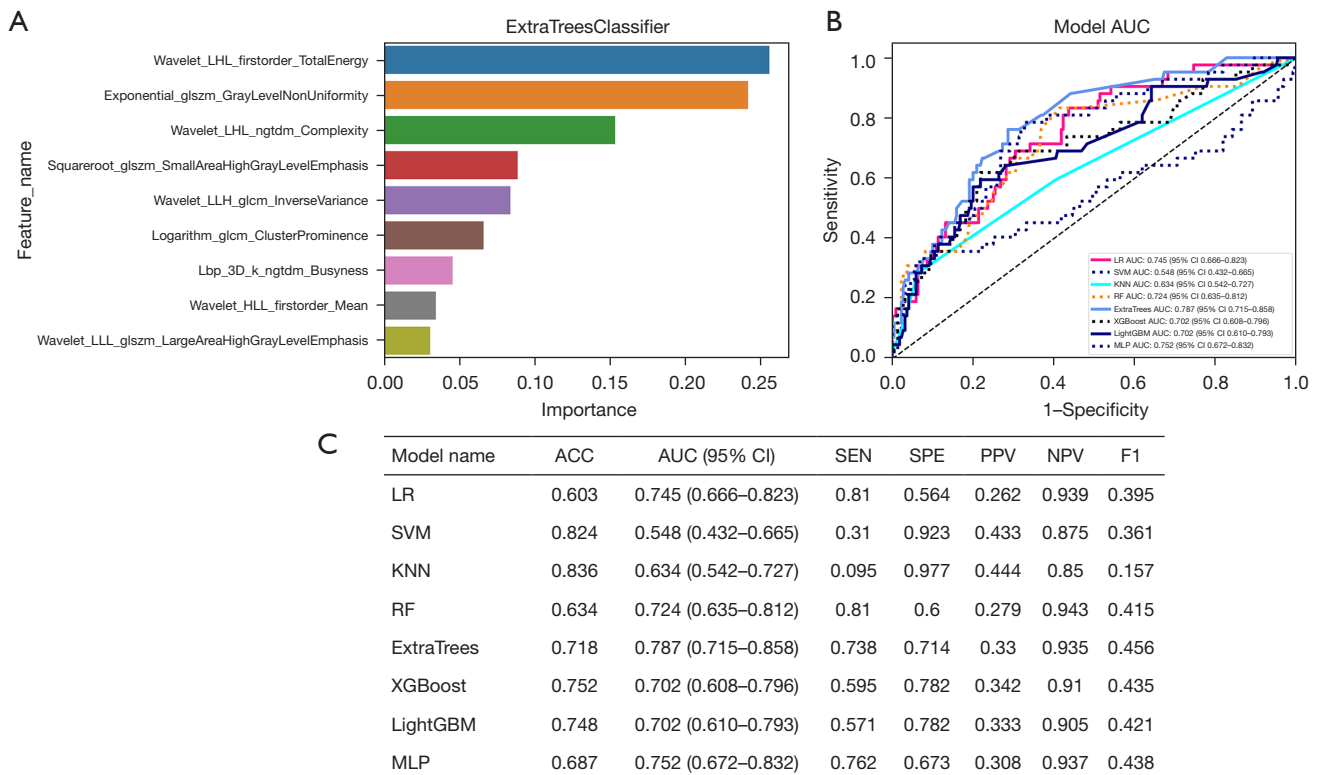 A
ExtraTreesClassifier
Feature_name
Wavelet_LHL_firstorder_TotalEnergy
Exponential_glszm_GrayLevelNonUniformity
Wavelet_LHL_ngtdm_Complexity
Squareroot_glszm_SmallAreaHighGrayLevelEmphasis
Wavelet_LLH_glcm_InverseVariance
Logarithm_glcm_ClusterProminence
Lbp_3D_k_ngtdm_Busyness
Wavelet_HLL_firstorder_Mean
Wavelet_LLL_glszm_LargeAreaHighGrayLevelEmphasis
0.00 0.05 0.10 0.15 0.20 0.25
Importance
B
Model AUC
Sensitivity
1.0
0.8
0.6
0.4
0.2
0.0
LR AUC: 0.745 (95% CI 0.666–0.823)
SVM AUC: 0.548 (95% CI 0.432–0.665)
KNN AUC: 0.634 (95% CI 0.542–0.727)
RF AUC: 0.724 (95% CI 0.635–0.812)
ExtraTrees AUC: 0.787 (95% CI 0.715–0.858)
XGBoost AUC: 0.702 (95% CI 0.608–0.796)
LightGBM AUC: 0.702 (95% CI 0.610–0.793)
MLP AUC: 0.752 (95% CI 0.672–0.832)
0.0 0.2 0.4 0.6 0.8 1.0
1–Specificity
C
Model name ACC AUC (95% CI) SEN SPE PPV NPV F1
LR 0.603 0.745 (0.666–0.823) 0.81 0.564 0.262 0.939 0.395
SVM 0.824 0.548 (0.432–0.665) 0.31 0.923 0.433 0.875 0.361
KNN 0.836 0.634 (0.542–0.727) 0.095 0.977 0.444 0.85 0.157
RF 0.634 0.724 (0.635–0.812) 0.81 0.6 0.279 0.943 0.415
ExtraTrees 0.718 0.787 (0.715–0.858) 0.738 0.714 0.33 0.935 0.456
XGBoost 0.752 0.702 (0.608–0.796) 0.595 0.782 0.342 0.91 0.435
LightGBM 0.748 0.702 (0.610–0.793) 0.571 0.782 0.333 0.905 0.421
MLP 0.687 0.752 (0.672–0.832) 0.762 0.673 0.308 0.937 0.438